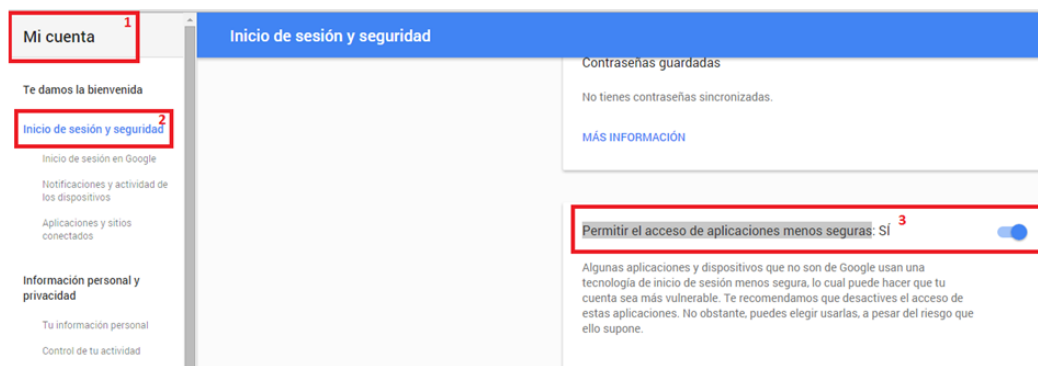 Mi cuenta
1
Te damos la bienvenida
Inicio de sesión y seguridad
2
Inicio de sesión en Google
Notificaciones y actividad de
los dispositivos
Aplicaciones y sitios
conectados
Información personal y
privacidad
Tu información personal
Control de tu actividad
Inicio de sesión y seguridad
Contraseñas guardadas
No tienes contraseñas sincronizadas.
MÁS INFORMACIÓN
Permitir el acceso de aplicaciones menos seguras: SÍ
3
Algunas aplicaciones y dispositivos que no son de Google usan una
tecnología de inicio de sesión menos segura, lo cual puede hacer que tu
cuenta sea más vulnerable. Te recomendamos que desactives el acceso de
estas aplicaciones. No obstante, puedes elegir usarlas, a pesar del riesgo que
ello supone.